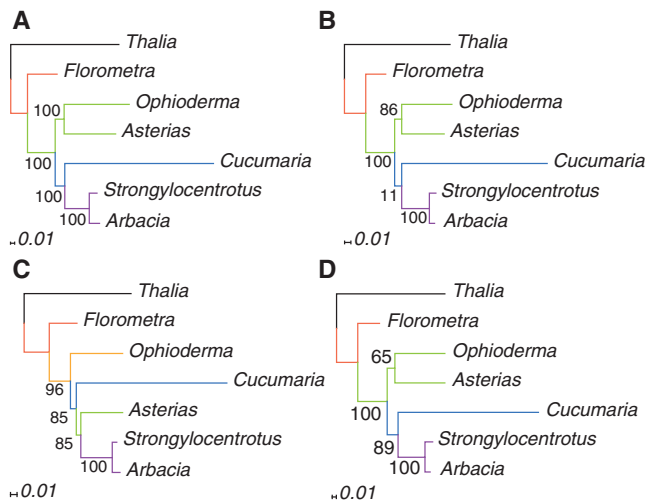 A
Thalia
Florometra
Ophioderma
100
Asterias
100
Cucumaria
100
Strongylocentrotus
100
Arbacia
0.01
B
Thalia
Florometra
Ophioderma
86
Asterias
100
Cucumaria
11
Strongylocentrotus
100
Arbacia
0.01
C
Thalia
Florometra
Ophioderma
96
Cucumaria
85
Asterias
85
Strongylocentrotus
100
Arbacia
0.01
D
Thalia
Florometra
Ophioderma
65
Asterias
100
Cucumaria
89
Strongylocentrotus
100
Arbacia
0.01